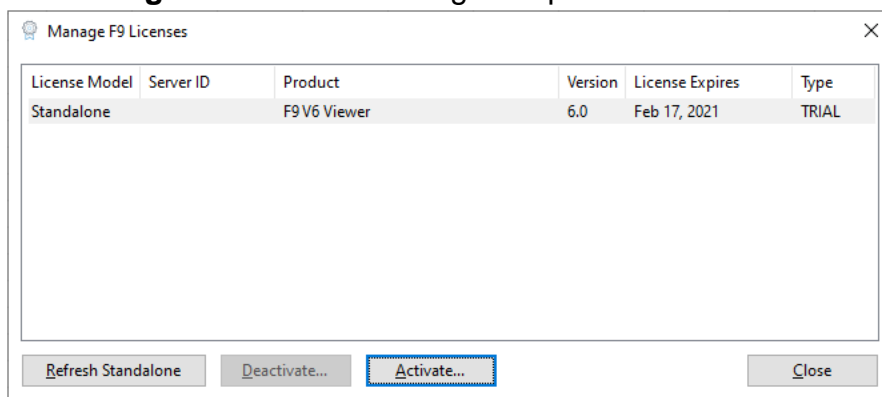 Manage F9 Licenses
License Model Server ID Product Version License Expires Type
Standalone F9 V6 Viewer 6.0 Feb 17, 2021 TRIAL
Refresh Standalone Deactivate... Activate... Close